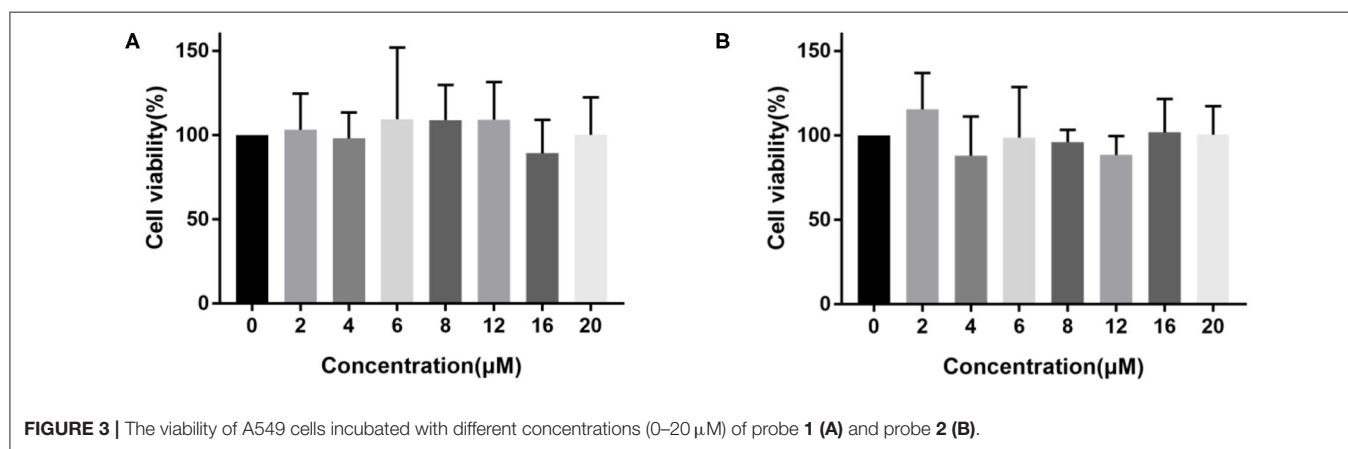 A
B
Cell viability(%)
150
100
50
0
0 2 4 6 8 12 16 20
Concentration(µM)
Cell viability(%)
150
100
50
0
0 2 4 6 8 12 16 20
Concentration(µM)
FIGURE 3 | The viability of A549 cells incubated with different concentrations (0–20 µM) of probe 1 (A) and probe 2 (B).